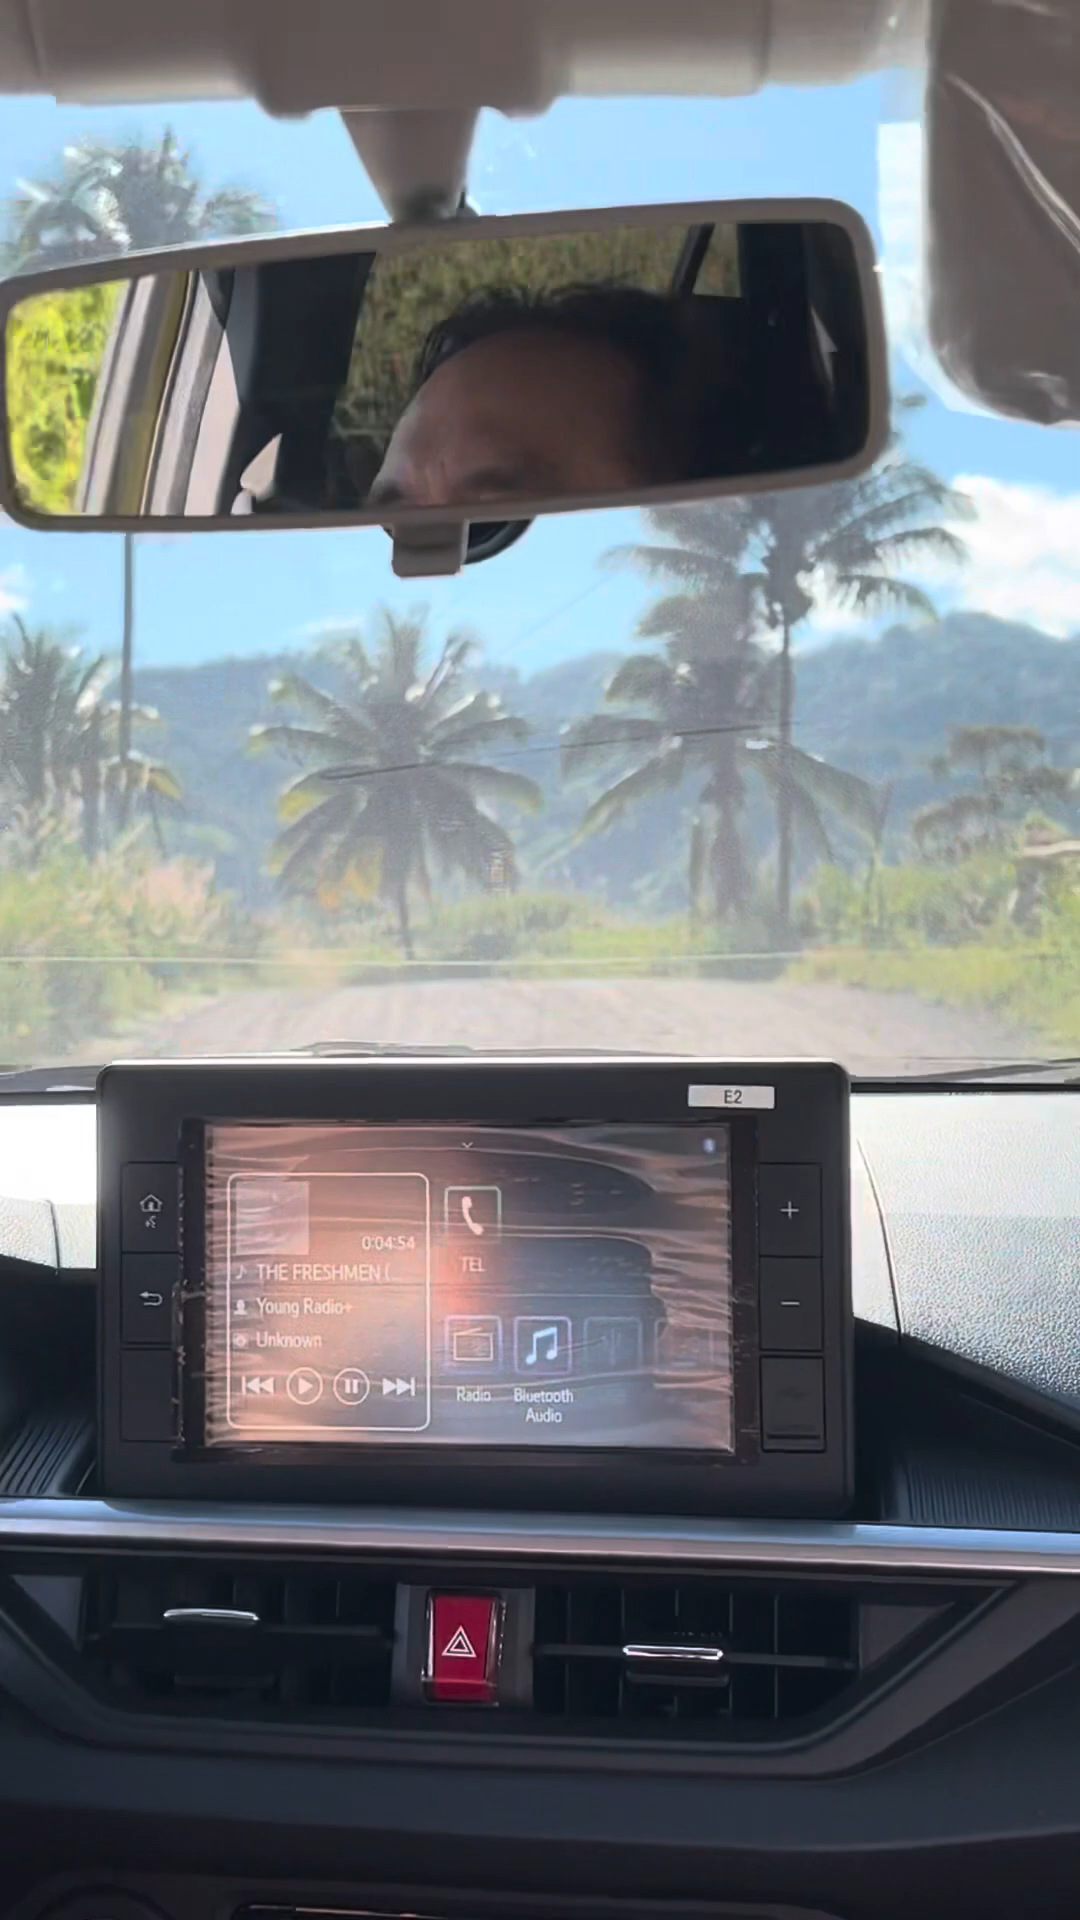 E2
0:04:54
THE FRESHMEN (...
Young Radio+
Unknown
TEL
Radio
Bluetooth
Audio